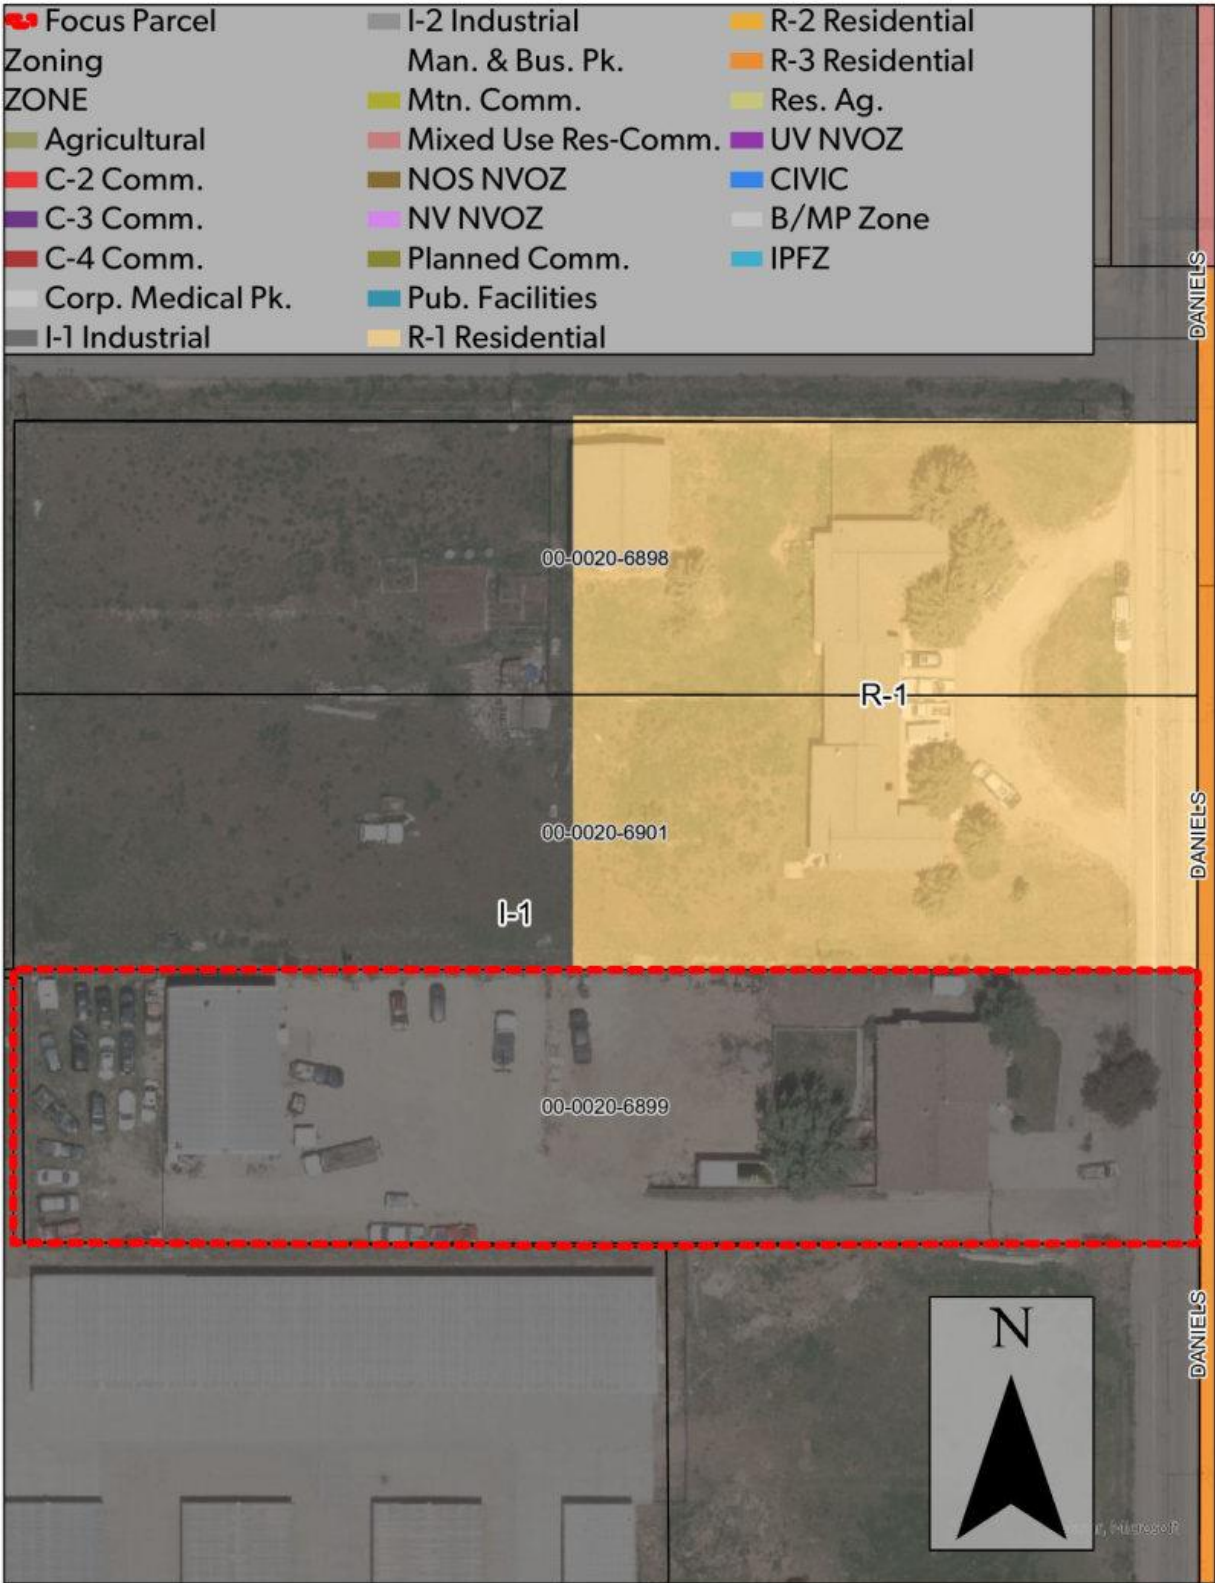 Focus Parcel
Zoning
ZONE
Agricultural
C-2 Comm.
C-3 Comm.
C-4 Comm.
Corp. Medical Pk.
I-1 Industrial
I-2 Industrial
Man. & Bus. Pk.
Mtn. Comm.
Mixed Use Res-Comm.
NOS NVOZ
NV NVOZ
Planned Comm.
Pub. Facilities
R-1 Residential
R-2 Residential
R-3 Residential
Res. Ag.
UV NVOZ
CIVIC
B/MP Zone
IPFZ
DANIELS
00-0020-6898
R-1
DANIELS
00-0020-6901
I-1
00-0020-6899
DANIELS
N
Microsoft